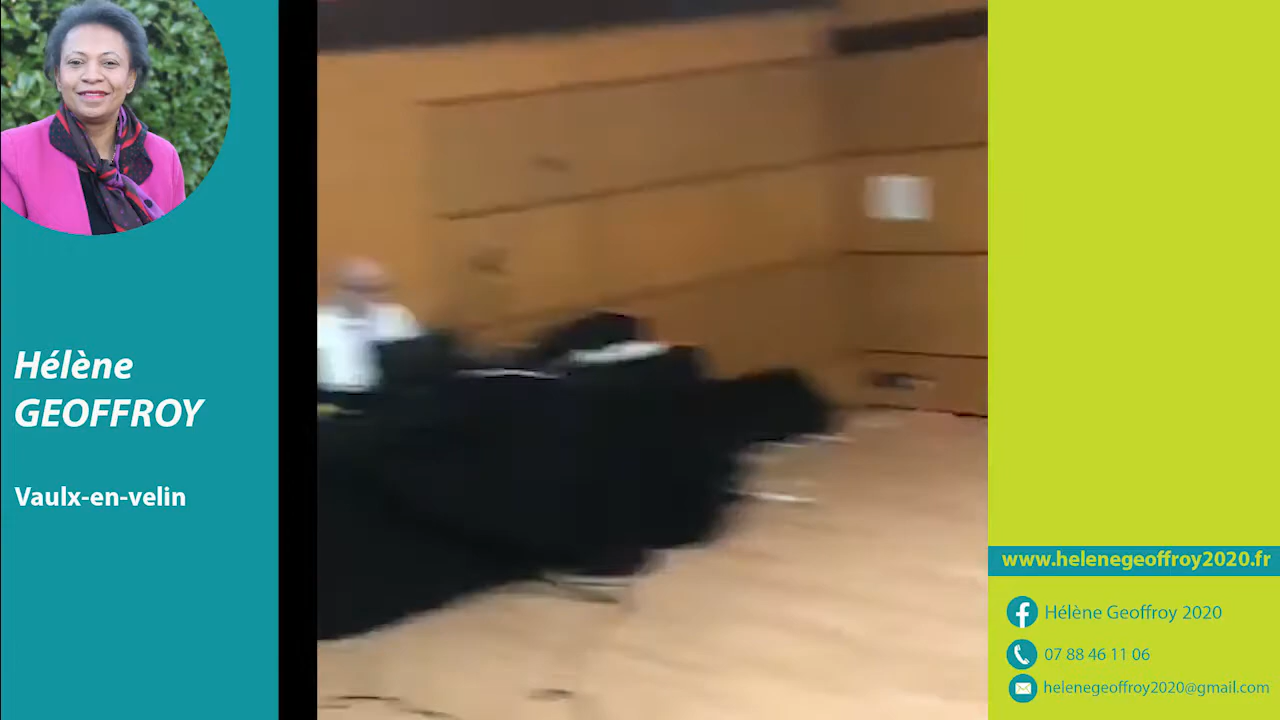 Hélène
GEOFFROY
Vaulx-en-velin
www.helenegeoffroy2020.fr
Hélène Geoffroy 2020
07 88 46 11 06
helenegeoffroy2020@gmail.com